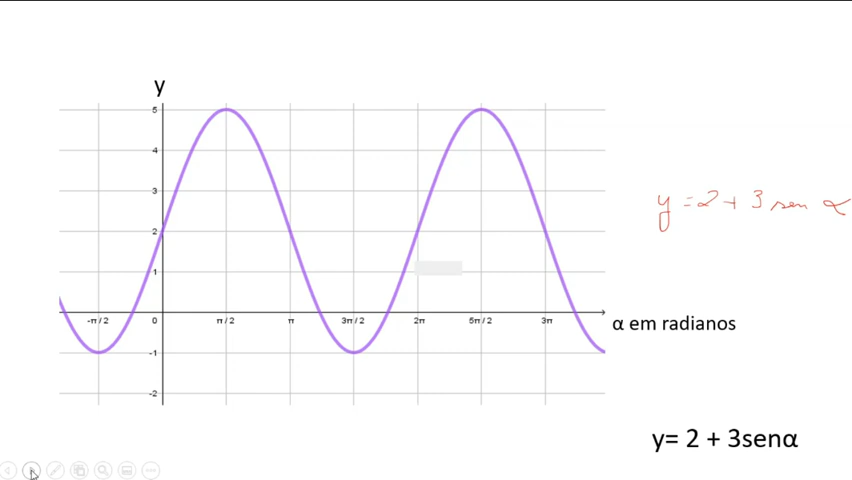 y
5
4
3
2
1
-π / 2 0 π / 2 π 3π / 2 2π 5π / 2 3π
-1
-2
y = 2 + 3 sen α
α em radianos
y= 2 + 3senα